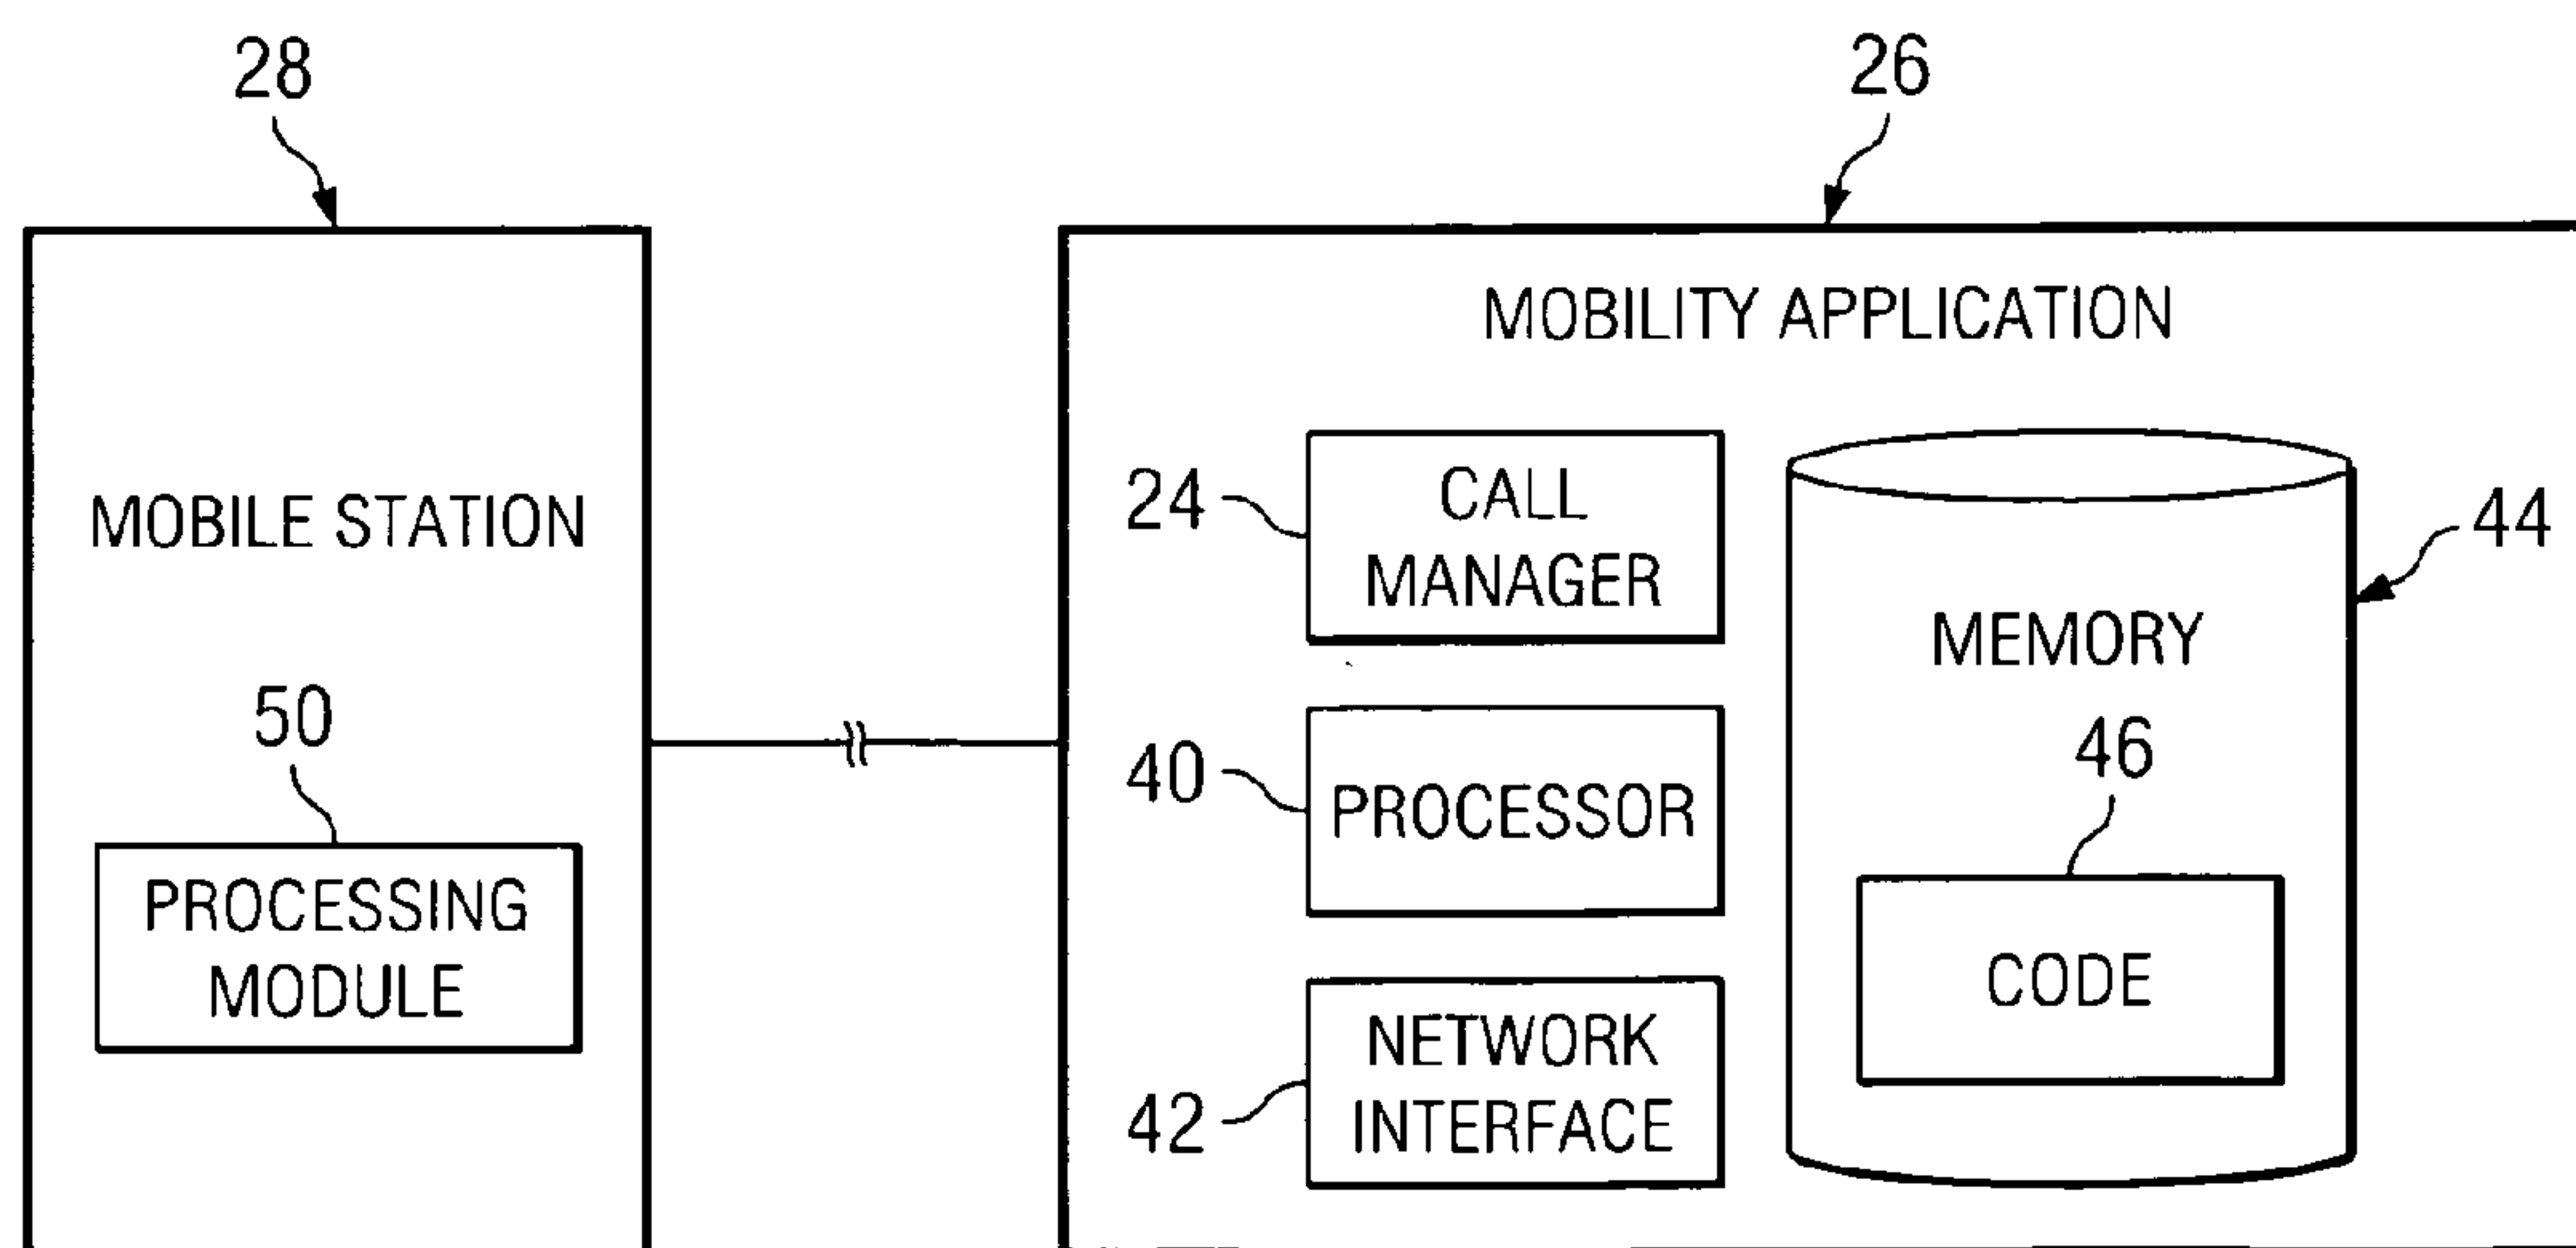 28
26
MOBILE STATION
50
PROCESSING
MODULE
MOBILITY APPLICATION
24
CALL
MANAGER
40
PROCESSOR
42
NETWORK
INTERFACE
44
MEMORY
46
CODE